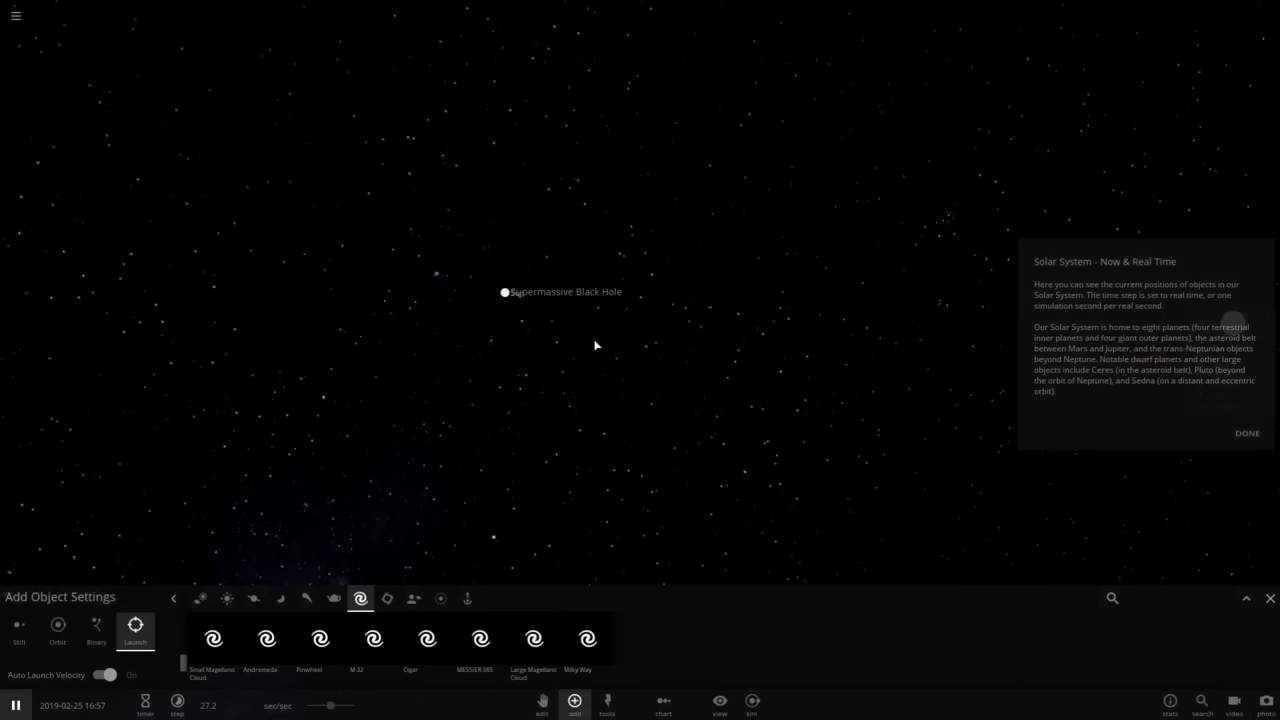 Supermassive Black Hole
Solar System - Now & Real Time
Here you can see the current positions of objects in our
Solar System. The time step is set to real time, or one
simulation second per real second.
Our Solar System is home to eight planets (four terrestrial
inner planets and four giant outer planets), the asteroid belt
between Mars and Jupiter, and the trans-Neptunian objects
beyond Neptune. Notable dwarf planets and other large
objects include Ceres (in the asteroid belt), Pluto (beyond
the orbit of Neptune), and Sedna (on a distant and eccentric
orbit).
DONE
Add Object Settings
Still
Orbit
Binary
Launch
Auto Launch Velocity
On
Small Magellanic
Cloud
Andromeda
Pinwheel
M 32
Cigar
MESSIER 085
Large Magellanic
Cloud
Milky Way
2019-02-25 16:57
timer
step
27.2
sec/sec
edit
add
tools
chart
view
sim
stats
search
video
photo